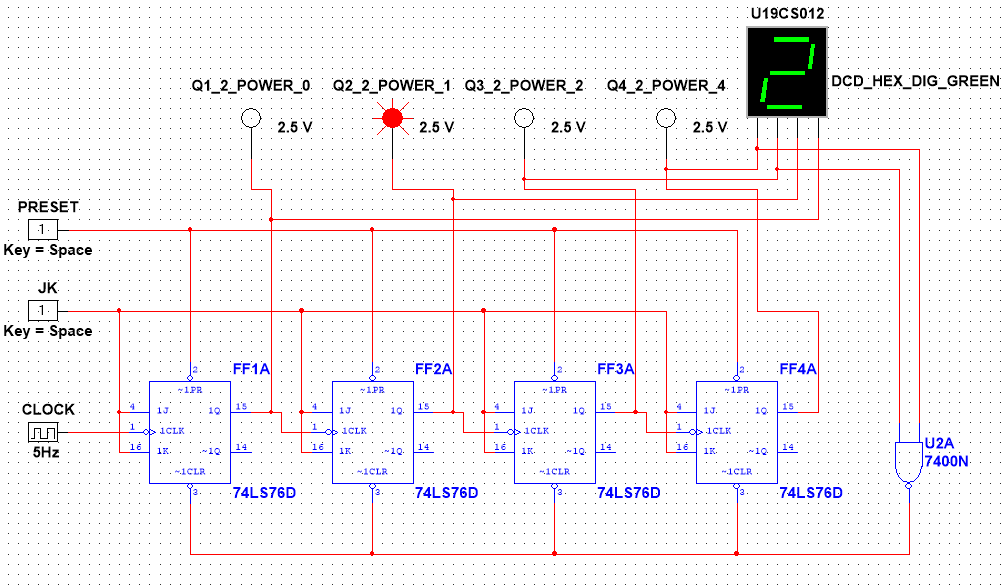 U19CS012
DCD_HEX_DIG_GREEN
Q1_2_POWER_0
Q2_2_POWER_1
Q3_2_POWER_2
Q4_2_POWER_4
2.5 V
2.5 V
2.5 V
2.5 V
2
PRESET
1
Key = Space
JK
1
Key = Space
CLOCK
5Hz
FF1A
2
~1PR
4
1J
1Q
15
1
1CLK
16
1K
~1Q
14
~1CLR
3
74LS76D
FF2A
2
~1PR
4
1J
1Q
15
1
1CLK
16
1K
~1Q
14
~1CLR
3
74LS76D
FF3A
2
~1PR
4
1J
1Q
15
1
1CLK
16
1K
~1Q
14
~1CLR
3
74LS76D
FF4A
2
~1PR
4
1J
1Q
15
1
1CLK
16
1K
~1Q
14
~1CLR
3
74LS76D
U2A
7400N